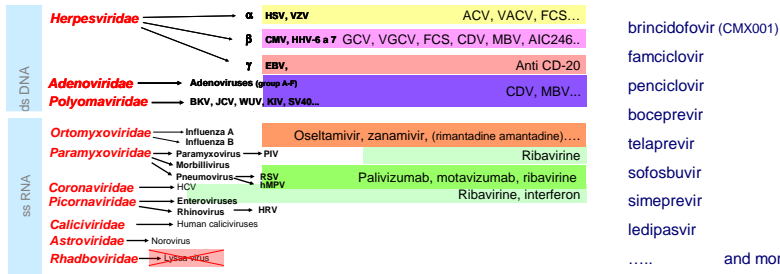 Herpesviridae α HSV, VZV ACV, VACV, FCS…
β CMV, HHV-6 a 7 GCV, VGCV, FCS, CDV, MBV, AIC246..
γ EBV, Anti CD-20
Adenoviridae Adenoviruses (group A-F)
CDV, MBV…
Polyomaviridae BKV, JCV, WUV, KIV, SV40...
ds DNA
Ortomyxoviridae Influenza A
Influenza B
Oseltamivir, zanamivir, (rimantadine amantadine)….
Paramyxoviridae Paramyxovirus PIV Ribavirine
Morbillivirus
Pneumovirus RSV
hMPV
Palivizumab, motavizumab, ribavirine
Coronaviridae HCV
Ribavirine, interferon
Picornaviridae Enteroviruses
Rhinovirus HRV
Caliciviridae Human caliciviruses
Astroviridae Norovirus
Rhadboviridae Lyssa virus
ss RNA
brincidofovir (CMX001)
famciclovir
penciclovir
boceprevir
telaprevir
sofosbuvir
simeprevir
ledipasvir
….. and mor